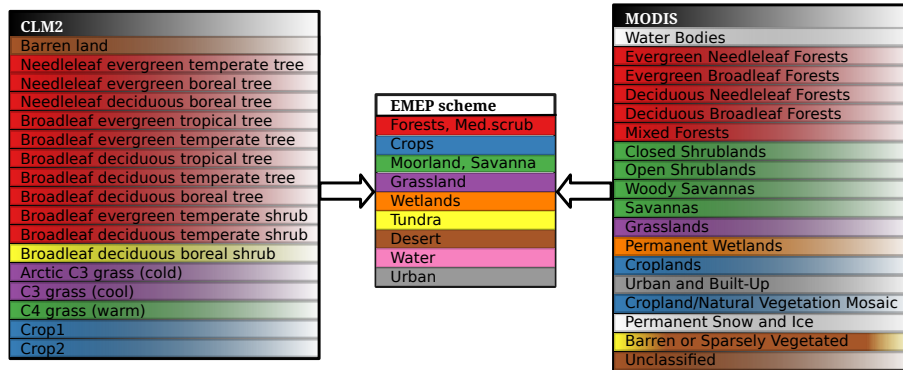 CLM2
Barren land
Needleleaf evergreen temperate tree
Needleleaf evergreen boreal tree
Needleleaf deciduous boreal tree
Broadleaf evergreen tropical tree
Broadleaf evergreen temperate tree
Broadleaf deciduous tropical tree
Broadleaf deciduous temperate tree
Broadleaf deciduous boreal tree
Broadleaf evergreen temperate shrub
Broadleaf deciduous temperate shrub
Broadleaf deciduous boreal shrub
Arctic C3 grass (cold)
C3 grass (cool)
C4 grass (warm)
Crop1
Crop2
EMEP scheme
Forests, Med.scrub
Crops
Moorland, Savanna
Grassland
Wetlands
Tundra
Desert
Water
Urban
MODIS
Water Bodies
Evergreen Needleleaf Forests
Evergreen Broadleaf Forests
Deciduous Needleleaf Forests
Deciduous Broadleaf Forests
Mixed Forests
Closed Shrublands
Open Shrublands
Woody Savannas
Savannas
Grasslands
Permanent Wetlands
Croplands
Urban and Built-Up
Cropland/Natural Vegetation Mosaic
Permanent Snow and Ice
Barren or Sparsely Vegetated
Unclassified